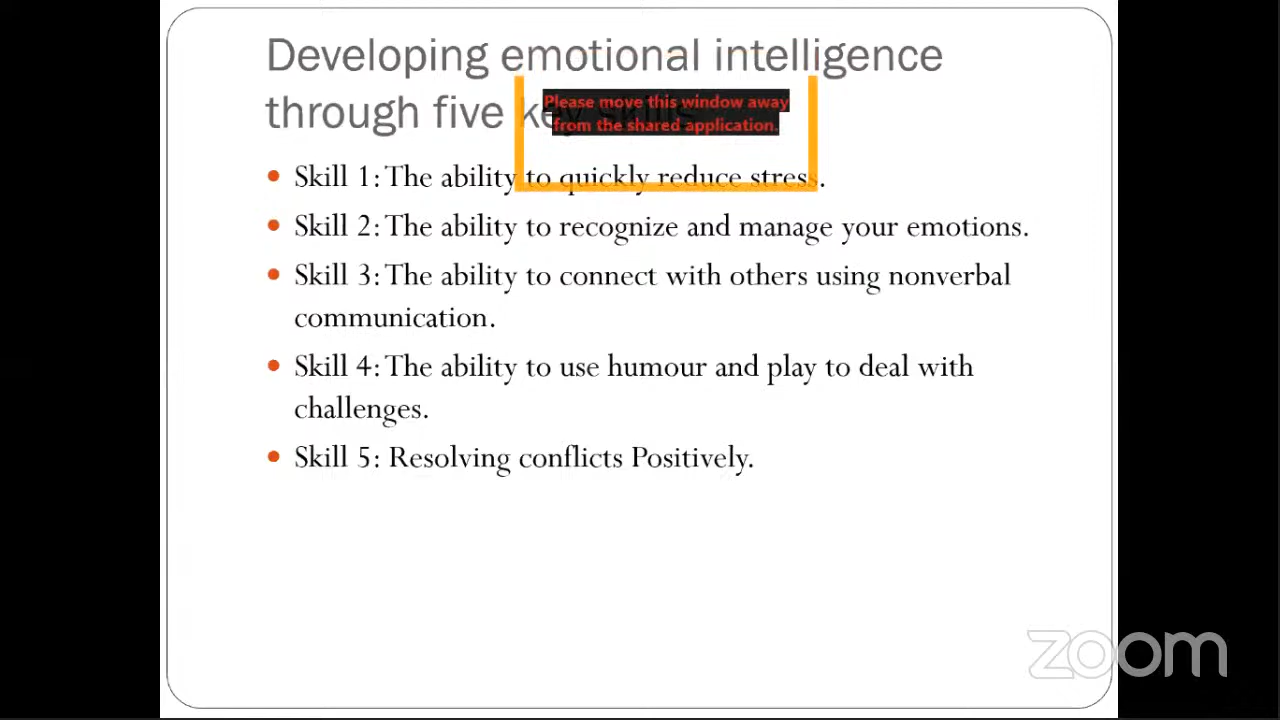 Developing emotional intelligence
through five key skills
Please move this window away
from the shared application.
• Skill 1: The ability to quickly reduce stress.
• Skill 2: The ability to recognize and manage your emotions.
• Skill 3: The ability to connect with others using nonverbal
communication.
• Skill 4: The ability to use humour and play to deal with
challenges.
• Skill 5: Resolving conflicts Positively.
zoom